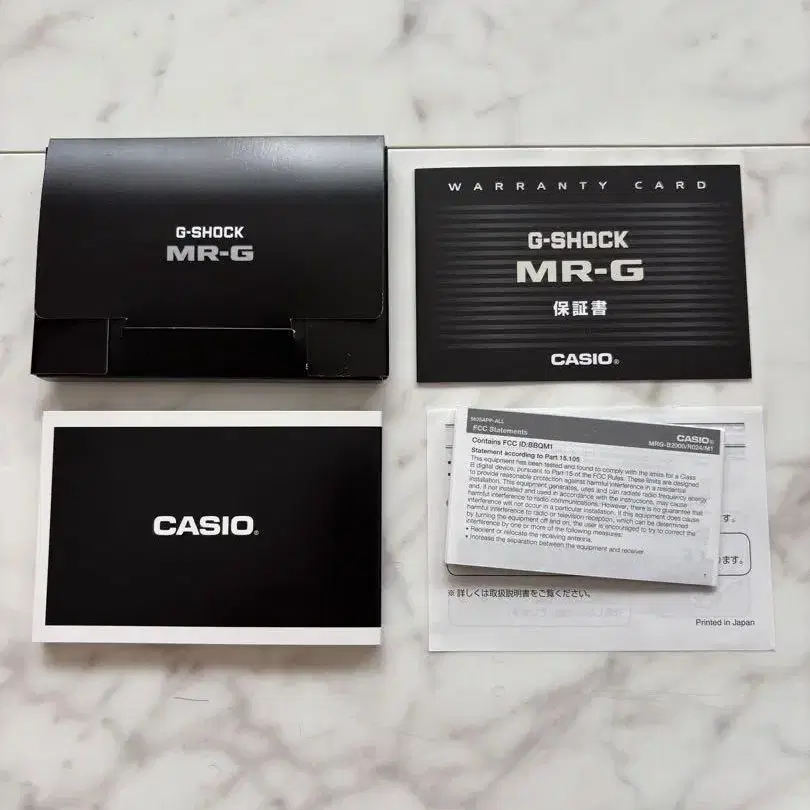 G-SHOCK
MR-G
WARRANTY CARD
G-SHOCK
MR-G
保証書
CASIO®
CASIO®
5625APP-ALL
FCC Statements
CASIO®
MRG-B2000/R024/M1
Contains FCC ID:BBQM1
Statement according to Part 15.105
This equipment has been tested and found to comply with the limits for a Class
B digital device, pursuant to Part 15 of the FCC Rules. These limits are designed
to provide reasonable protection against harmful interference in a residential
installation. This equipment generates, uses and can radiate radio frequency energy
and, if not installed and used in accordance with the instructions, may cause
harmful interference to radio communications. However, there is no guarantee that
interference will not occur in a particular installation. If this equipment does cause
harmful interference to radio or television reception, which can be determined
by turning the equipment off and on, the user is encouraged to try to correct the
interference by one or more of the following measures:
• Reorient or relocate the receiving antenna.
• Increase the separation between the equipment and receiver.
1
す。
ります。
※ 詳しくは取扱説明書をご覧ください。
Printed in Japan